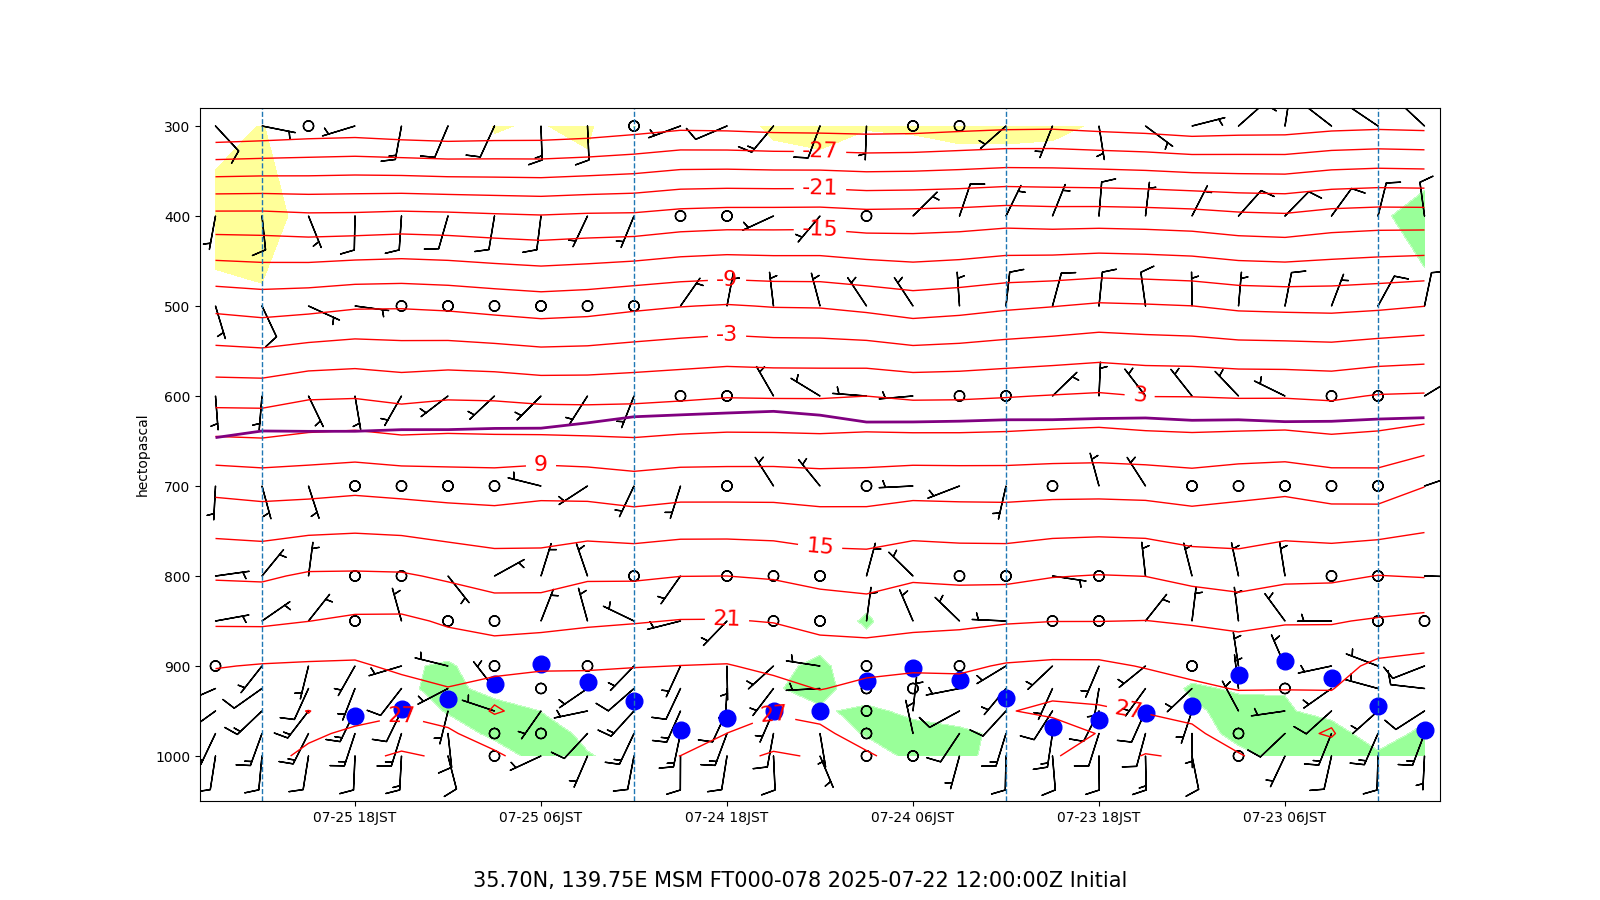 300
400
500
600
700
800
900
1000
hectopascal
-27
-21
-15
-9
-3
3
9
15
21
27
27
27
07-25 18JST
07-25 06JST
07-24 18JST
07-24 06JST
07-23 18JST
07-23 06JST
35.70N, 139.75E MSM FT000-078 2025-07-22 12:00:00Z Initial